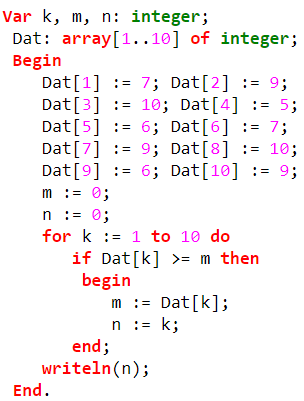 Var k, m, n: integer;
Dat: array[1..10] of integer;
Begin
Dat[1] := 7; Dat[2] := 9;
Dat[3] := 10; Dat[4] := 5;
Dat[5] := 6; Dat[6] := 7;
Dat[7] := 9; Dat[8] := 10;
Dat[9] := 6; Dat[10] := 9;
m := 0;
n := 0;
for k := 1 to 10 do
if Dat[k] >= m then
begin
m := Dat[k];
n := k;
end;
writeln(n);
End.